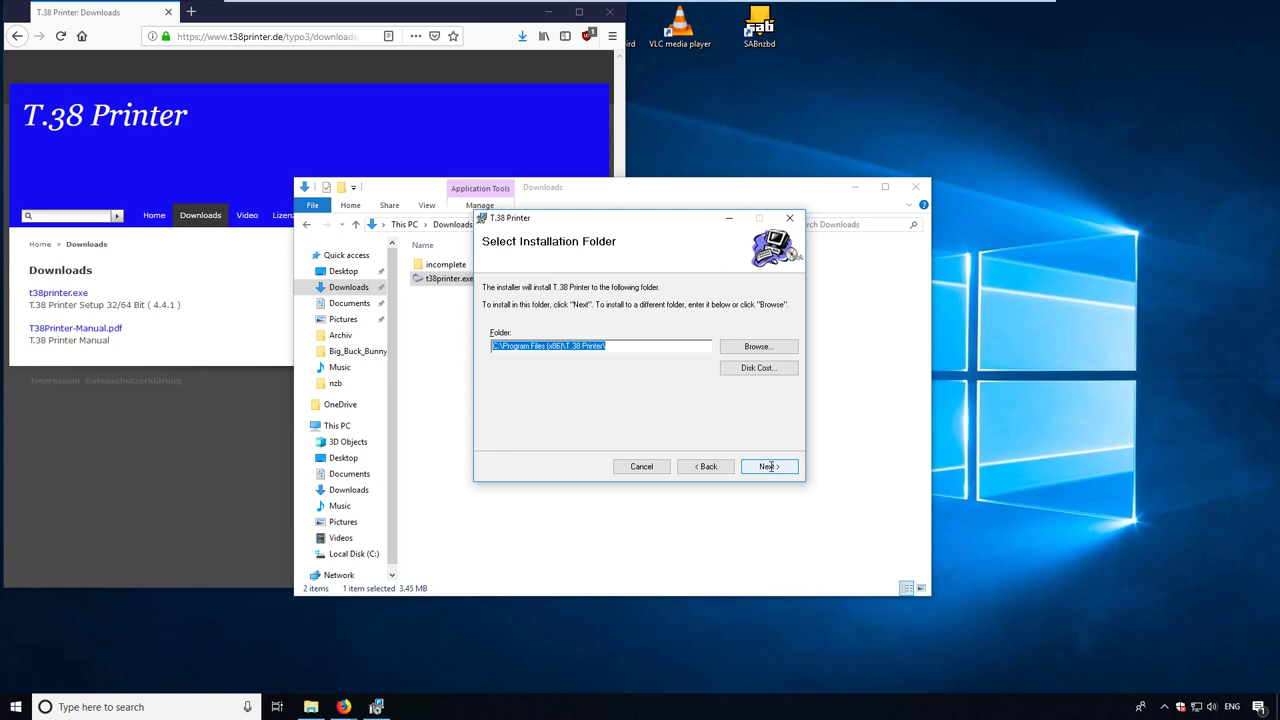 T.38 Printer: Downloads
https://www.t38printer.de/typo3/downloads
T.38 Printer
Home
Downloads
Video
Home
Downloads
Downloads
t38printer.exe
T.38 Printer Setup 32/64 Bit ( 4.4.1 )
T38Printer-Manual.pdf
T.38 Printer Manual
Impressum Datenschutzerklärung
VLC media player
SABnzbd
Application Tools
Downloads
File
Home
Share
View
Manage
This PC
Downloads
Downloads
Name
incomplete
t38printer.exe
Quick access
Desktop
Downloads
Documents
Pictures
Archiv
Big_Buck_Bunny
Music
nzb
OneDrive
This PC
3D Objects
Desktop
Documents
Downloads
Music
Pictures
Videos
Local Disk (C:)
Network
2 items
1 item selected 3.45 MB
T.38 Printer
Select Installation Folder
The installer will install T.38 Printer to the following folder.
To install in this folder, click "Next". To install to a different folder, enter it below or click "Browse".
Folder:
C:\Program Files (x86)\T.38 Printer\
Browse...
Disk Cost...
Cancel
< Back
Next >
Type here to search
ENG